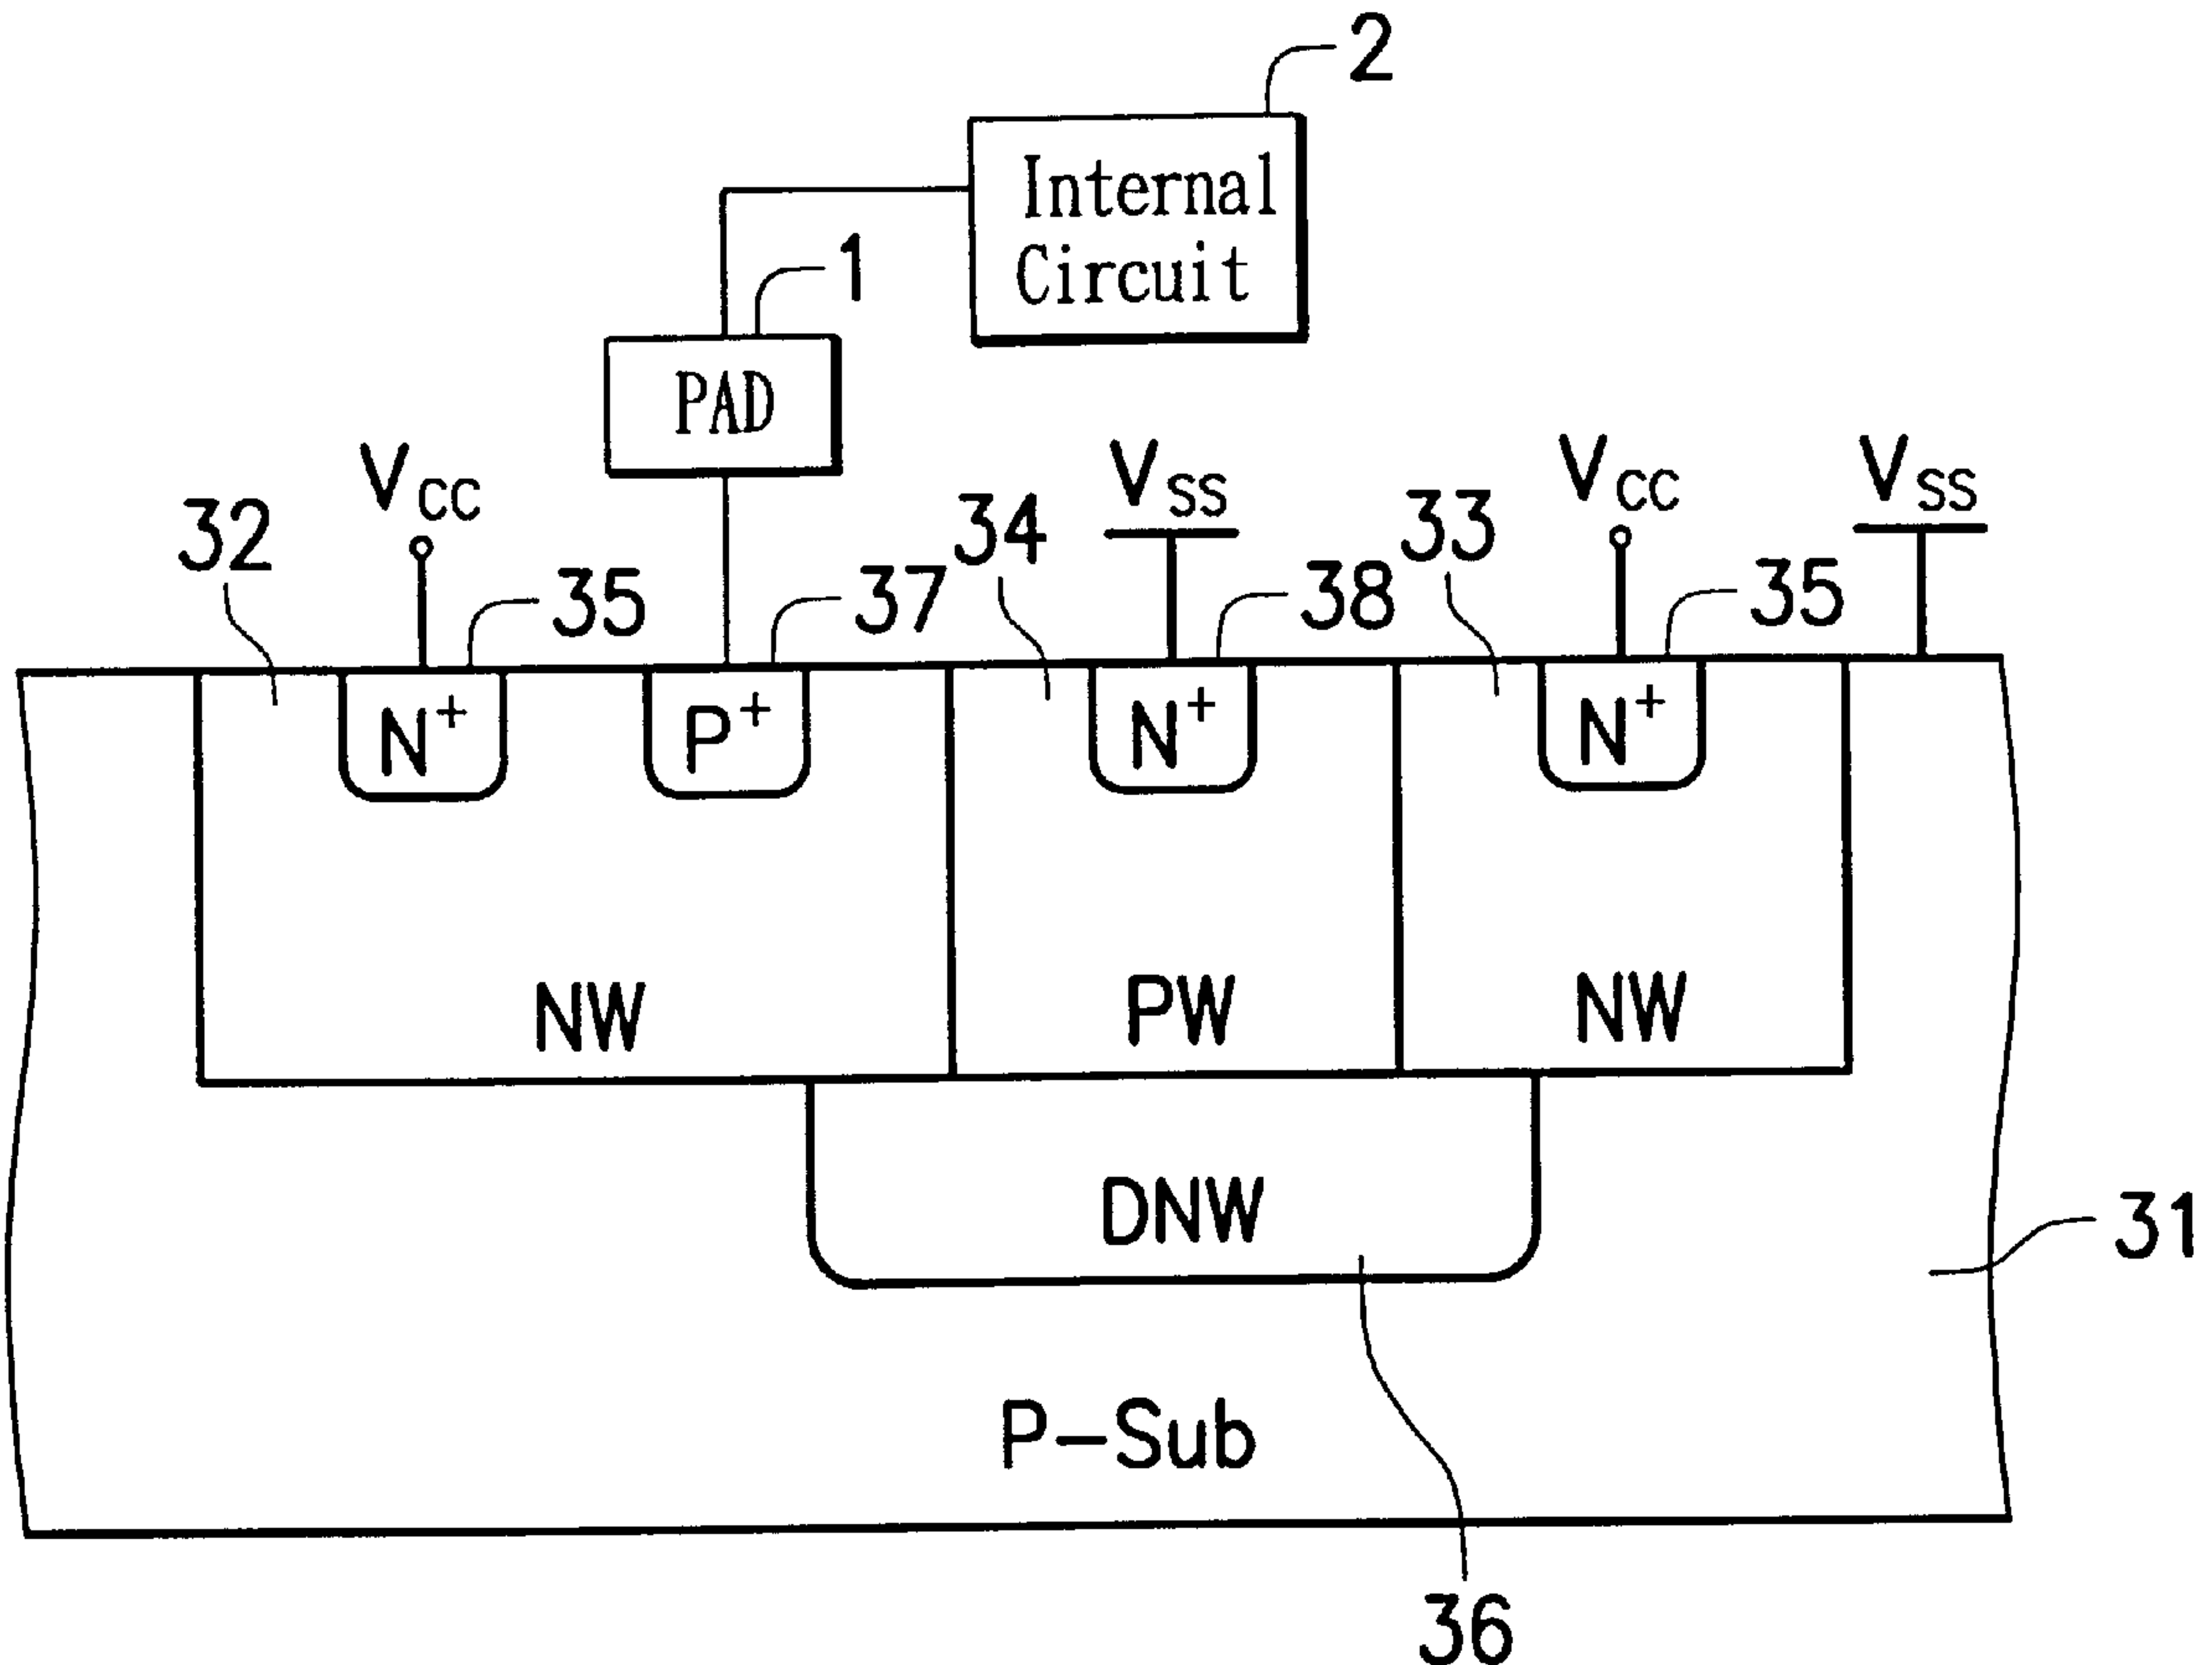 2
Internal
Circuit
1
PAD
VCC
VSS
VCC
VSS
32
34
33
35
37
38
35
N+
P+
N+
N+
NW
PW
NW
DNW
31
P-Sub
36